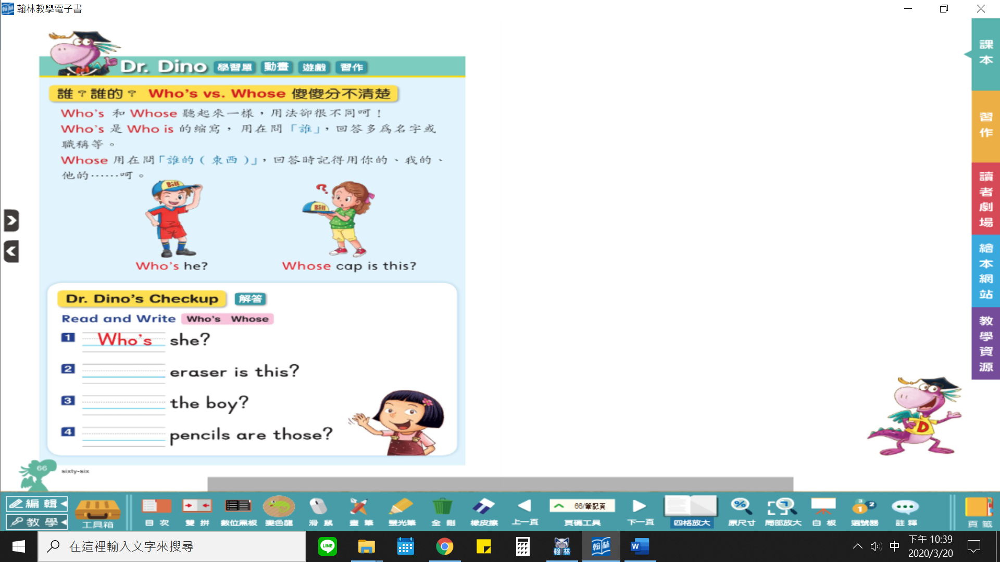 翰林教學電子書
Dr. Dino 學習單 動畫 遊戲 習作
誰？誰的？ Who's vs. Whose 傻傻分不清楚
Who's 和 Whose 聽起來一樣，用法卻很不同呵！
Who's 是 Who is 的縮寫， 用在問「誰」，回答多為名字或
職稱等。
Whose 用在問「誰的（東西）」，回答時記得用你的、我的、
他的……呵。
Bill
Bill
Who's he?
Whose cap is this?
Dr. Dino's Checkup 解答
Read and Write Who's Whose
1 Who's she?
2 eraser is this?
3 the boy?
4 pencils are those?
66 sixty-six
課本
習作
讀者劇場
繪本網站
教學資源
D
編輯
教學
工具箱
目次
雙拼
數位黑板
變色龍
滑鼠
畫筆
螢光筆
全刪
橡皮擦
上一頁
66/筆記頁
頁碼工具
下一頁
四格放大
原尺寸
局部放大
白板
3 1 2
選號器
註釋
頁籤
在這裡輸入文字來搜尋
LINE
翰林
翰林
W
中
下午 10:39
2020/3/20